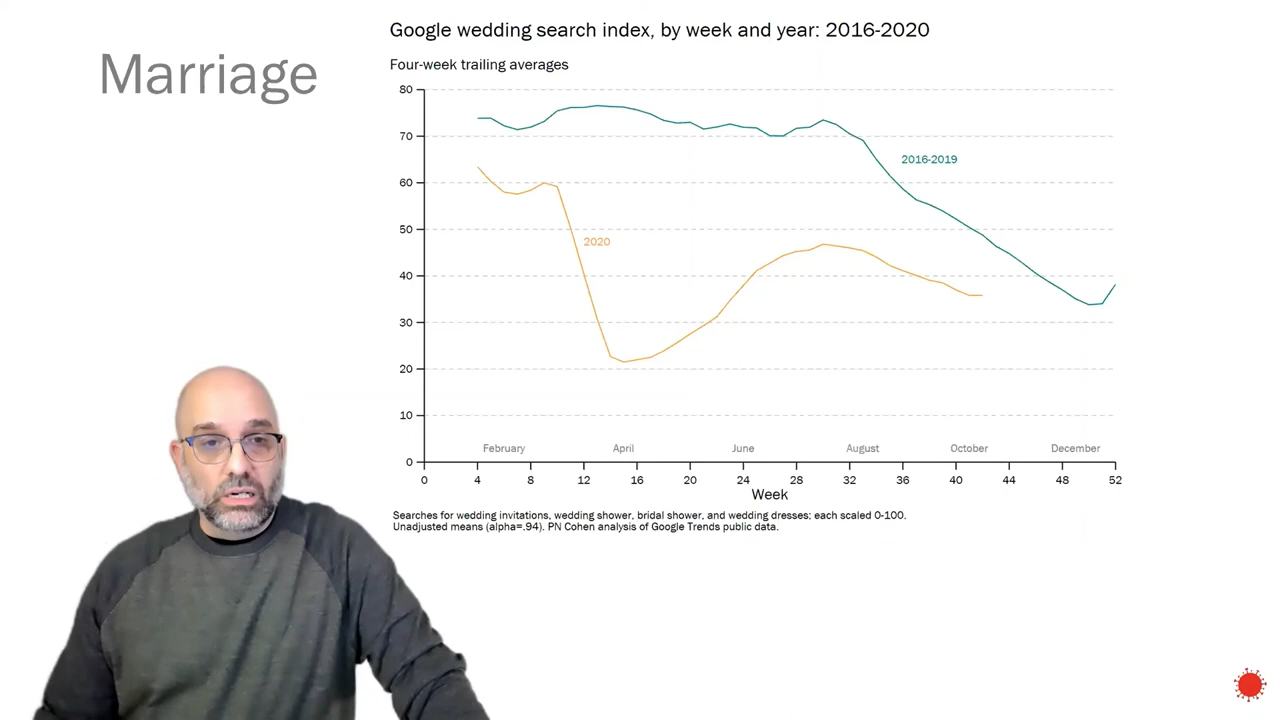 Marriage
Google wedding search index, by week and year: 2016-2020
Four-week trailing averages
80
70
60
50
40
30
20
10
0
2016-2019
2020
February April June August October December
0 4 8 12 16 20 24 28 32 36 40 44 48 52
Week
Searches for wedding invitations, wedding shower, bridal shower, and wedding dresses; each scaled 0-100.
Unadjusted means (alpha=.94). PN Cohen analysis of Google Trends public data.